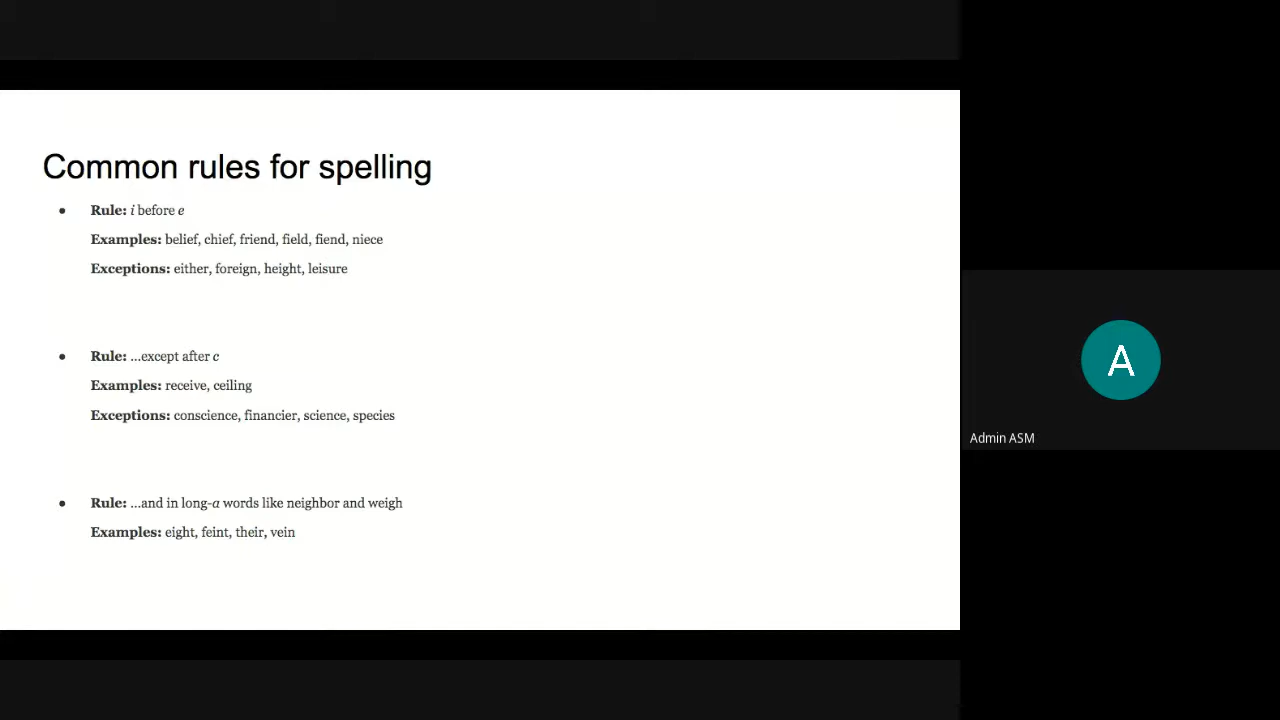 Common rules for spelling
● Rule: i before e
Examples: belief, chief, friend, field, fiend, niece
Exceptions: either, foreign, height, leisure
● Rule: ...except after c
Examples: receive, ceiling
Exceptions: conscience, financier, science, species
● Rule: ...and in long-a words like neighbor and weigh
Examples: eight, feint, their, vein
A
Admin ASM